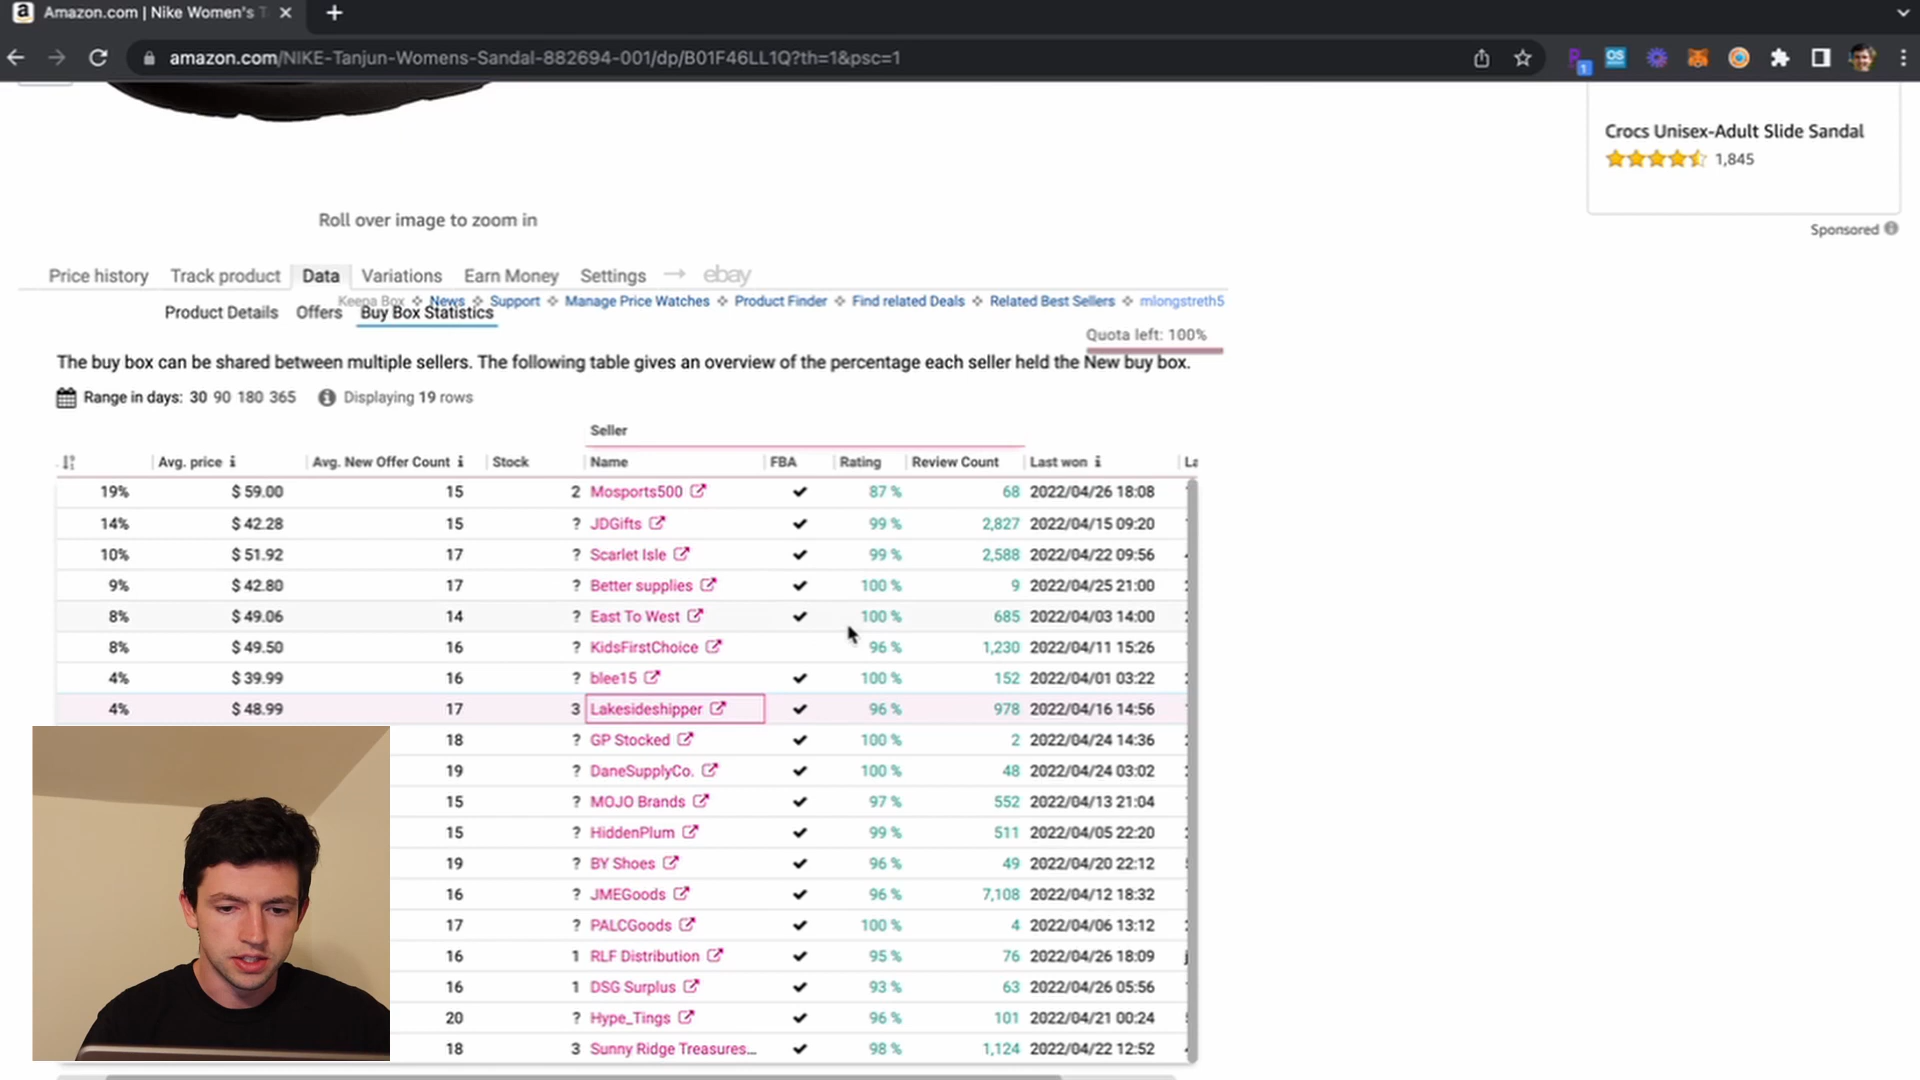 Amazon.com | Nike Women's T
amazon.com/NIKE-Tanjun-Womens-Sandal-882694-001/dp/B01F46LL1Q?th=1&psc=1
OS
1
Crocs Unisex-Adult Slide Sandal
1,845
Sponsored
Roll over image to zoom in
Price history Track product Data Variations Earn Money Settings → ebay
Keepa Box News Support Manage Price Watches Product Finder Find related Deals Related Best Sellers mlongstreth5
Product Details Offers Buy Box Statistics
Quota left: 100%
The buy box can be shared between multiple sellers. The following table gives an overview of the percentage each seller held the New buy box.
Range in days: 30 90 180 365 Displaying 19 rows
Seller
Avg. price Avg. New Offer Count Stock Name FBA Rating Review Count Last won La
19% $ 59.00 15 2 Mosports500 ✔ 87 % 68 2022/04/26 18:08
14% $ 42.28 15 ? JDGifts ✔ 99 % 2,827 2022/04/15 09:20
10% $ 51.92 17 ? Scarlet Isle ✔ 99 % 2,588 2022/04/22 09:56
9% $ 42.80 17 ? Better supplies ✔ 100 % 9 2022/04/25 21:00
8% $ 49.06 14 ? East To West ✔ 100 % 685 2022/04/03 14:00
8% $ 49.50 16 ? KidsFirstChoice 96 % 1,230 2022/04/11 15:26
4% $ 39.99 16 ? blee15 ✔ 100 % 152 2022/04/01 03:22
4% $ 48.99 17 3 Lakesideshipper ✔ 96 % 978 2022/04/16 14:56
18 ? GP Stocked ✔ 100 % 2 2022/04/24 14:36
19 ? DaneSupplyCo. ✔ 100 % 48 2022/04/24 03:02
15 ? MOJO Brands ✔ 97 % 552 2022/04/13 21:04
15 ? HiddenPlum ✔ 99 % 511 2022/04/05 22:20
19 ? BY Shoes ✔ 96 % 49 2022/04/20 22:12
16 ? JMEGoods ✔ 96 % 7,108 2022/04/12 18:32
17 ? PALCGoods ✔ 100 % 4 2022/04/06 13:12
16 1 RLF Distribution ✔ 95 % 76 2022/04/26 18:09
16 1 DSG Surplus ✔ 93 % 63 2022/04/26 05:56
20 ? Hype_Tings ✔ 96 % 101 2022/04/21 00:24
18 3 Sunny Ridge Treasures... ✔ 98 % 1,124 2022/04/22 12:52